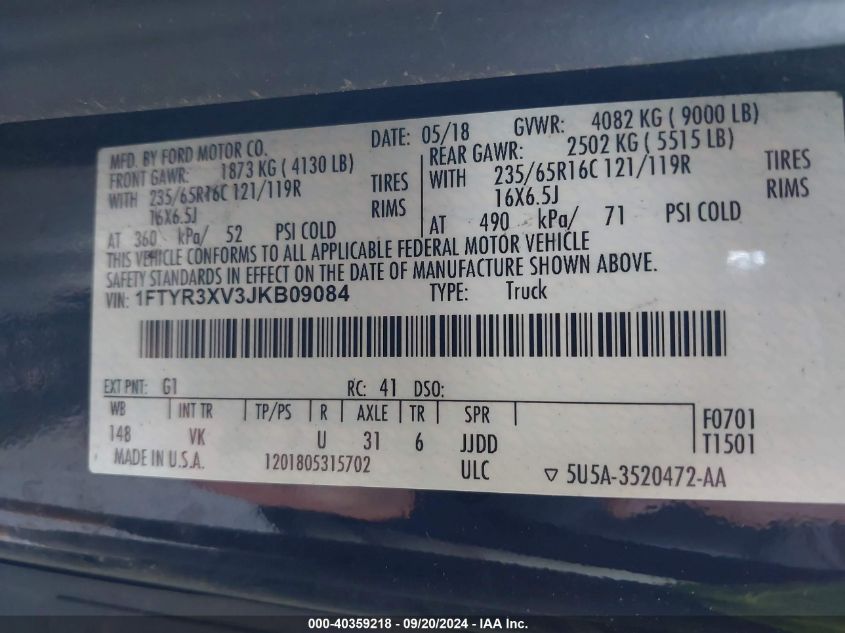 MFD. BY FORD MOTOR CO. DATE: 05/18 GVWR: 4082 KG ( 9000 LB)
FRONT GAWR: 1873 KG ( 4130 LB) REAR GAWR: 2502 KG ( 5515 LB)
WITH 235/65R16C 121/119R TIRES WITH 235/65R16C 121/119R TIRES
16X6.5J RIMS 16X6.5J RIMS
AT 360 kPa/ 52 PSI COLD AT 490 kPa/ 71 PSI COLD
THIS VEHICLE CONFORMS TO ALL APPLICABLE FEDERAL MOTOR VEHICLE
SAFETY STANDARDS IN EFFECT ON THE DATE OF MANUFACTURE SHOWN ABOVE.
VIN: 1FTYR3XV3JKB09084 TYPE: Truck
EXT PNT: G1 RC: 41 DSO:
WB INT TR TP/PS R AXLE TR SPR F0701
148 VK U 31 6 JJDD T1501
MADE IN U.S.A. 1201805315702 ULC ▽ 5U5A-3520472-AA
000-40359218 - 09/20/2024 - IAA Inc.